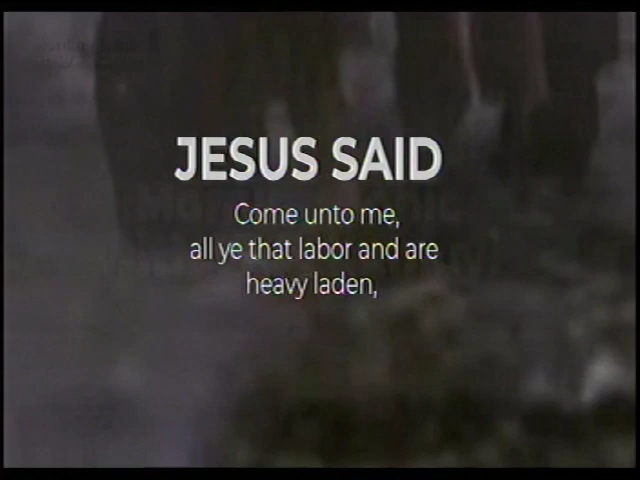 JESUS SAID
Come unto me,
all ye that labor and are
heavy laden,